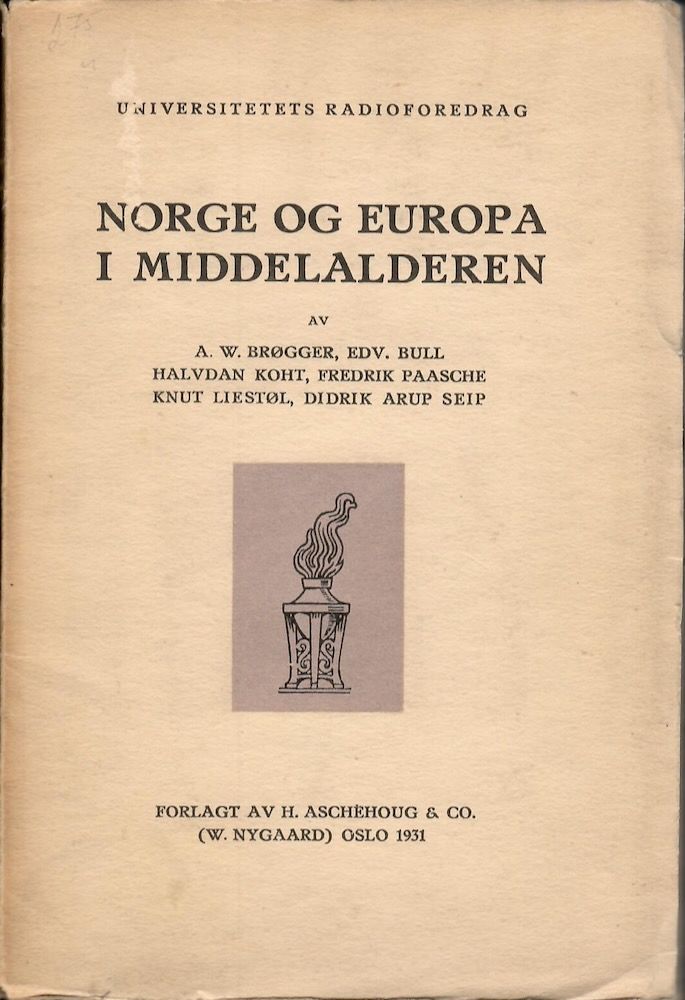 UNIVERSITETETS RADIOFOREDRAG
NORGE OG EUROPA
I MIDDELALDEREN
AV
A. W. BRØGGER, EDV. BULL
HALVDAN KOHT, FREDRIK PAASCHE
KNUT LIESTØL, DIDRIK ARUP SEIP
FORLAGT AV H. ASCHEHOUG & CO.
(W. NYGAARD) OSLO 1931